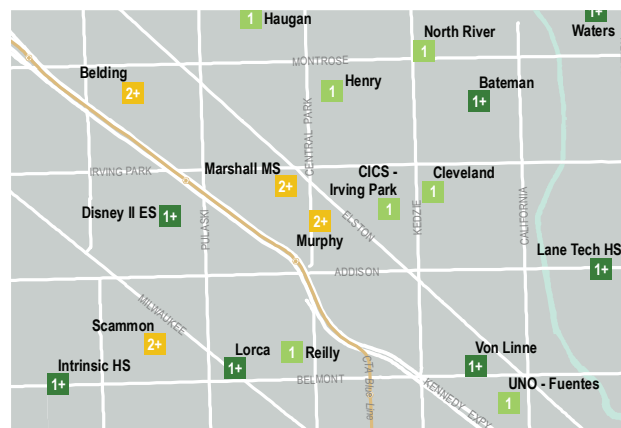 Haugan
1
North River
1
1+
Waters
MONTROSE
Belding
2+
Henry
1
Bateman
1+
CENTRAL PARK
IRVING PARK
Marshall MS
2+
CICS -
Irving Park
1
Cleveland
1
Disney II ES
1+
PULASKI
2+
Murphy
ELSTON
KEDZIE
CALIFORNIA
Lane Tech HS
1+
ADDISON
MILWAUKEE
Scammon
2+
Intrinsic HS
1+
Lorca
1+
1
Reilly
BELMONT
CTA Blue Line
Von Linne
1+
KENNEDY EXPY
UNO - Fuentes
1